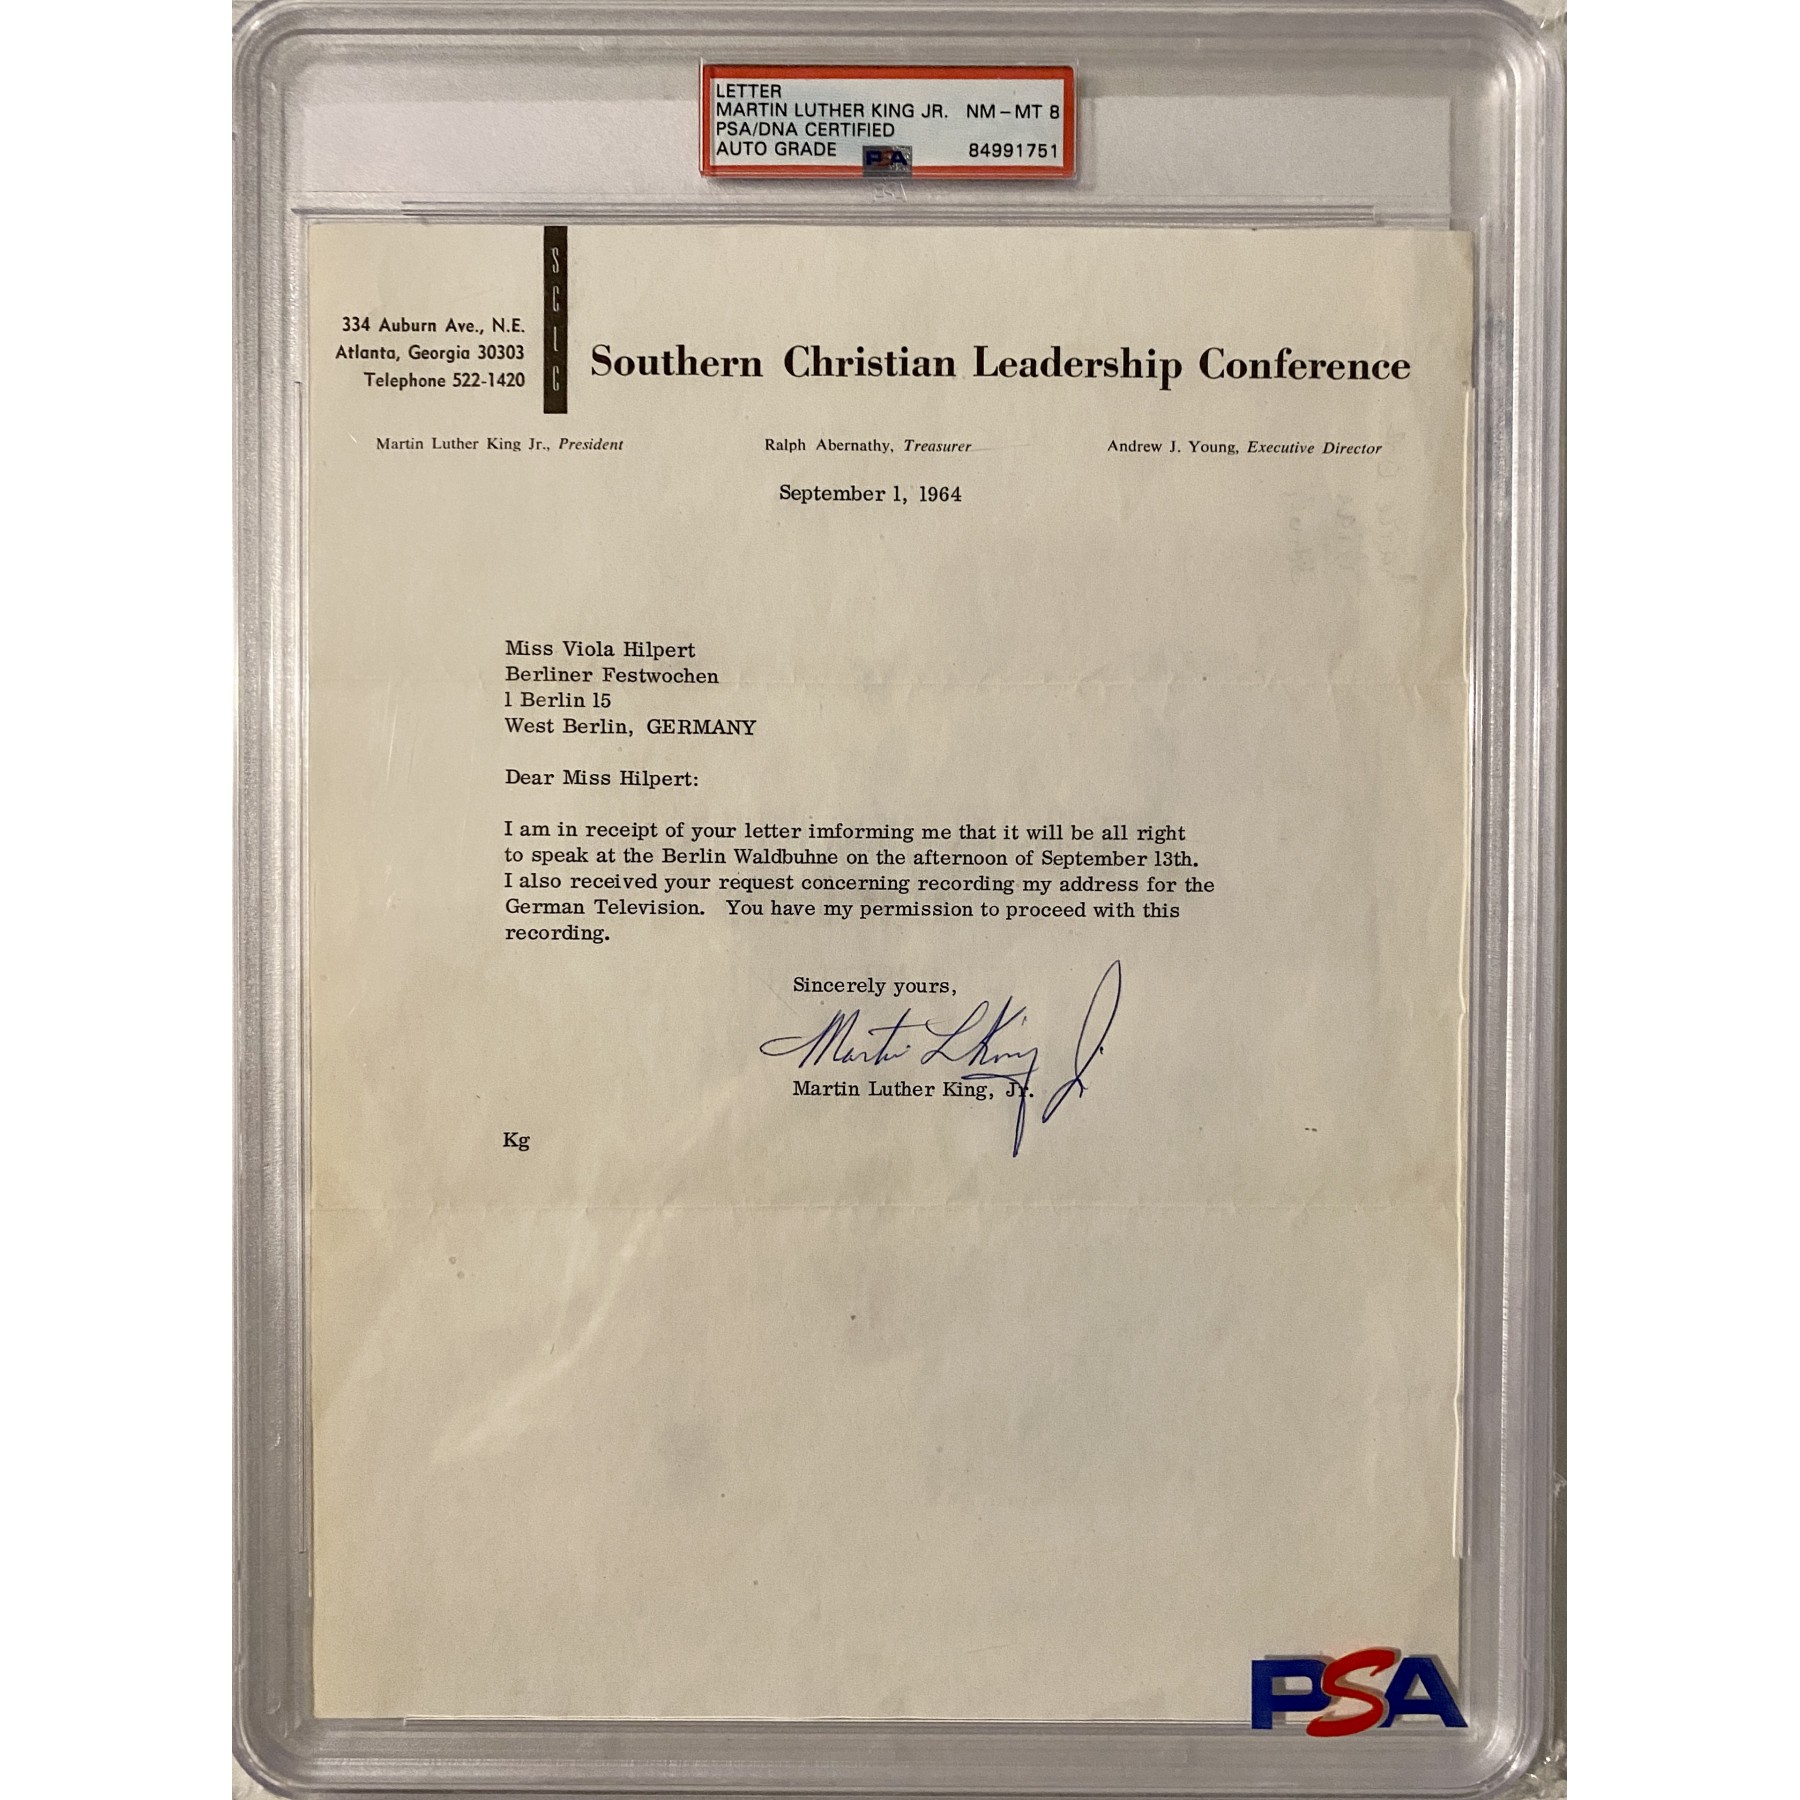 LETTER
MARTIN LUTHER KING JR. NM-MT 8
PSA/DNA CERTIFIED
AUTO GRADE PSA 84991751
SCLC
334 Auburn Ave., N.E.
Atlanta, Georgia 30303
Telephone 522-1420
Southern Christian Leadership Conference
Martin Luther King Jr., President Ralph Abernathy, Treasurer Andrew J. Young, Executive Director
September 1, 1964
Miss Viola Hilpert
Berliner Festwochen
1 Berlin 15
West Berlin, GERMANY
Dear Miss Hilpert:
I am in receipt of your letter imforming me that it will be all right
to speak at the Berlin Waldbuhne on the afternoon of September 13th.
I also received your request concerning recording my address for the
German Television. You have my permission to proceed with this
recording.
Sincerely yours,
Martin L King Jr
Martin Luther King, Jr.
Kg
PSA